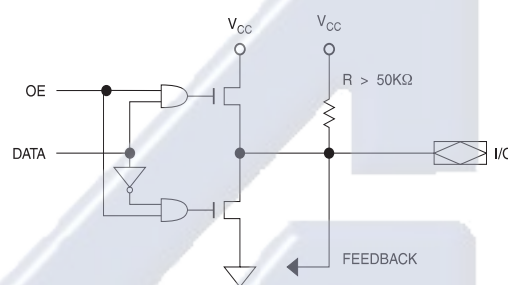 VCC
VCC
R > 50KΩ
OE
DATA
I/O
FEEDBACK